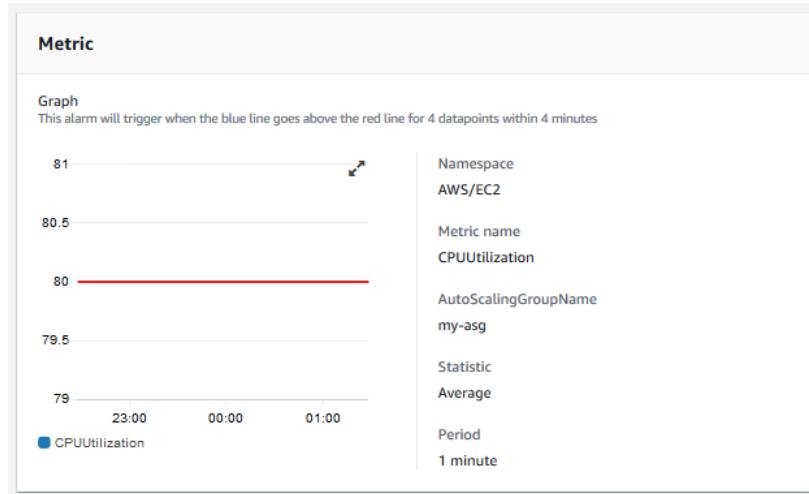 Metric
Graph
This alarm will trigger when the blue line goes above the red line for 4 datapoints within 4 minutes
81
80.5
80
79.5
79
23:00 00:00 01:00
CPUUtilization
Namespace
AWS/EC2
Metric name
CPUUtilization
AutoScalingGroupName
my-asg
Statistic
Average
Period
1 minute